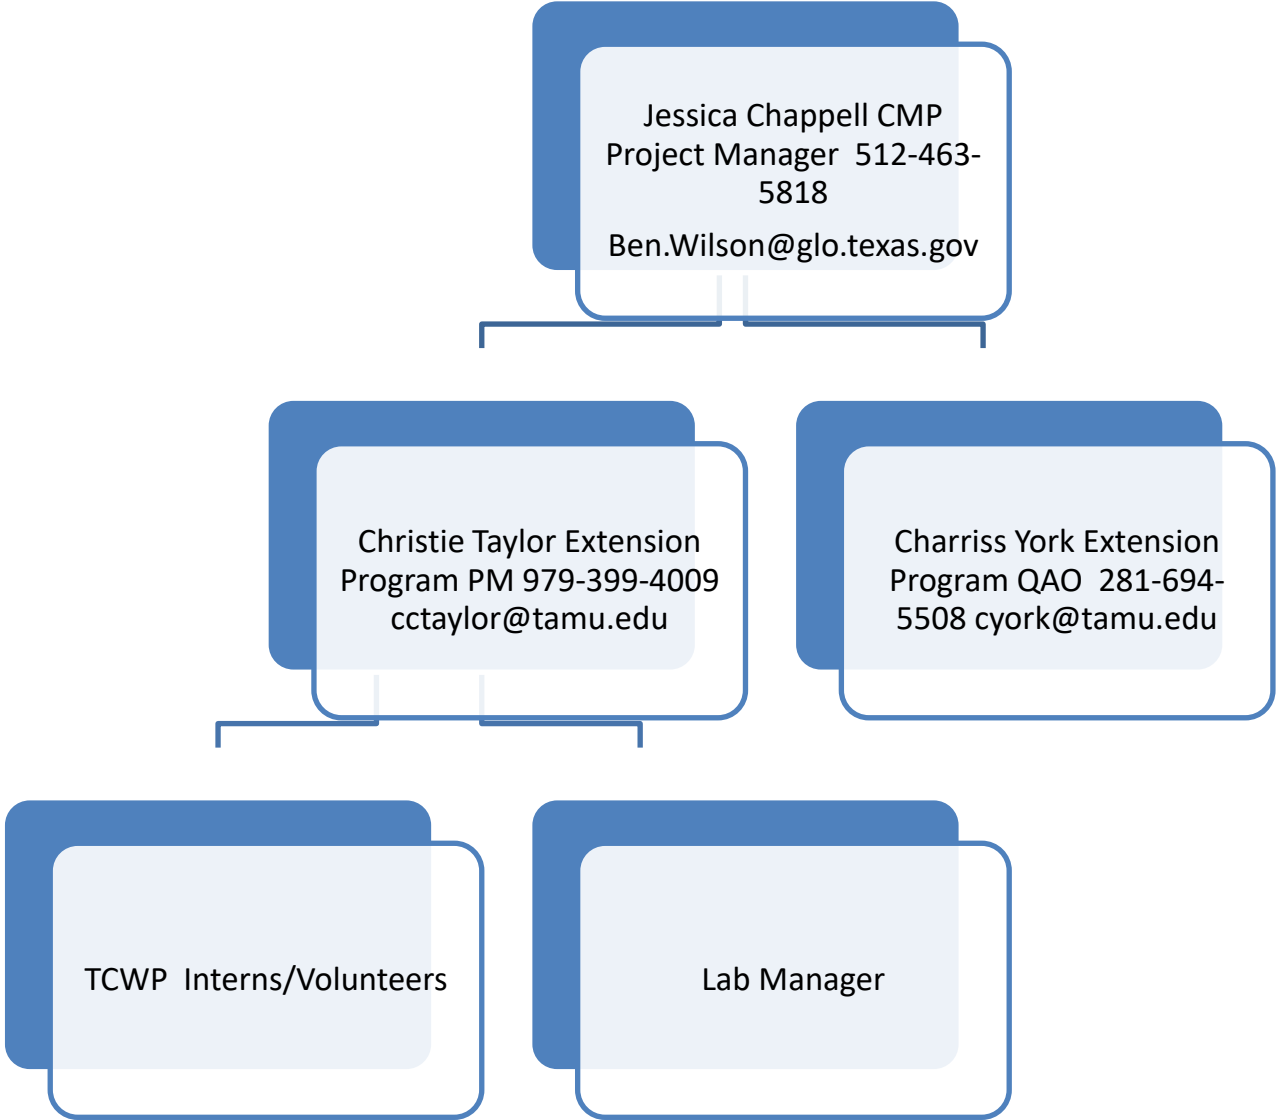 Jessica Chappell CMP
Project Manager  512-463-
5818
Ben.Wilson@glo.texas.gov
Christie Taylor Extension
Program PM 979-399-4009
cctaylor@tamu.edu
Charriss York Extension
Program QAO  281-694-
5508 cyork@tamu.edu
TCWP  Interns/Volunteers
Lab Manager